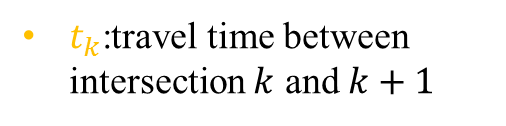 • t_k:travel time between
intersection k and k + 1